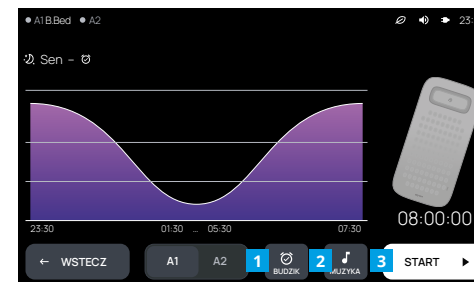 A1 B.Bed A2 23:
Sen -
08:00:00
23:30 01:30 ... 05:30 07:30
← WSTECZ A1 A2 1 BUDZIK 2 MUZYKA 3 START